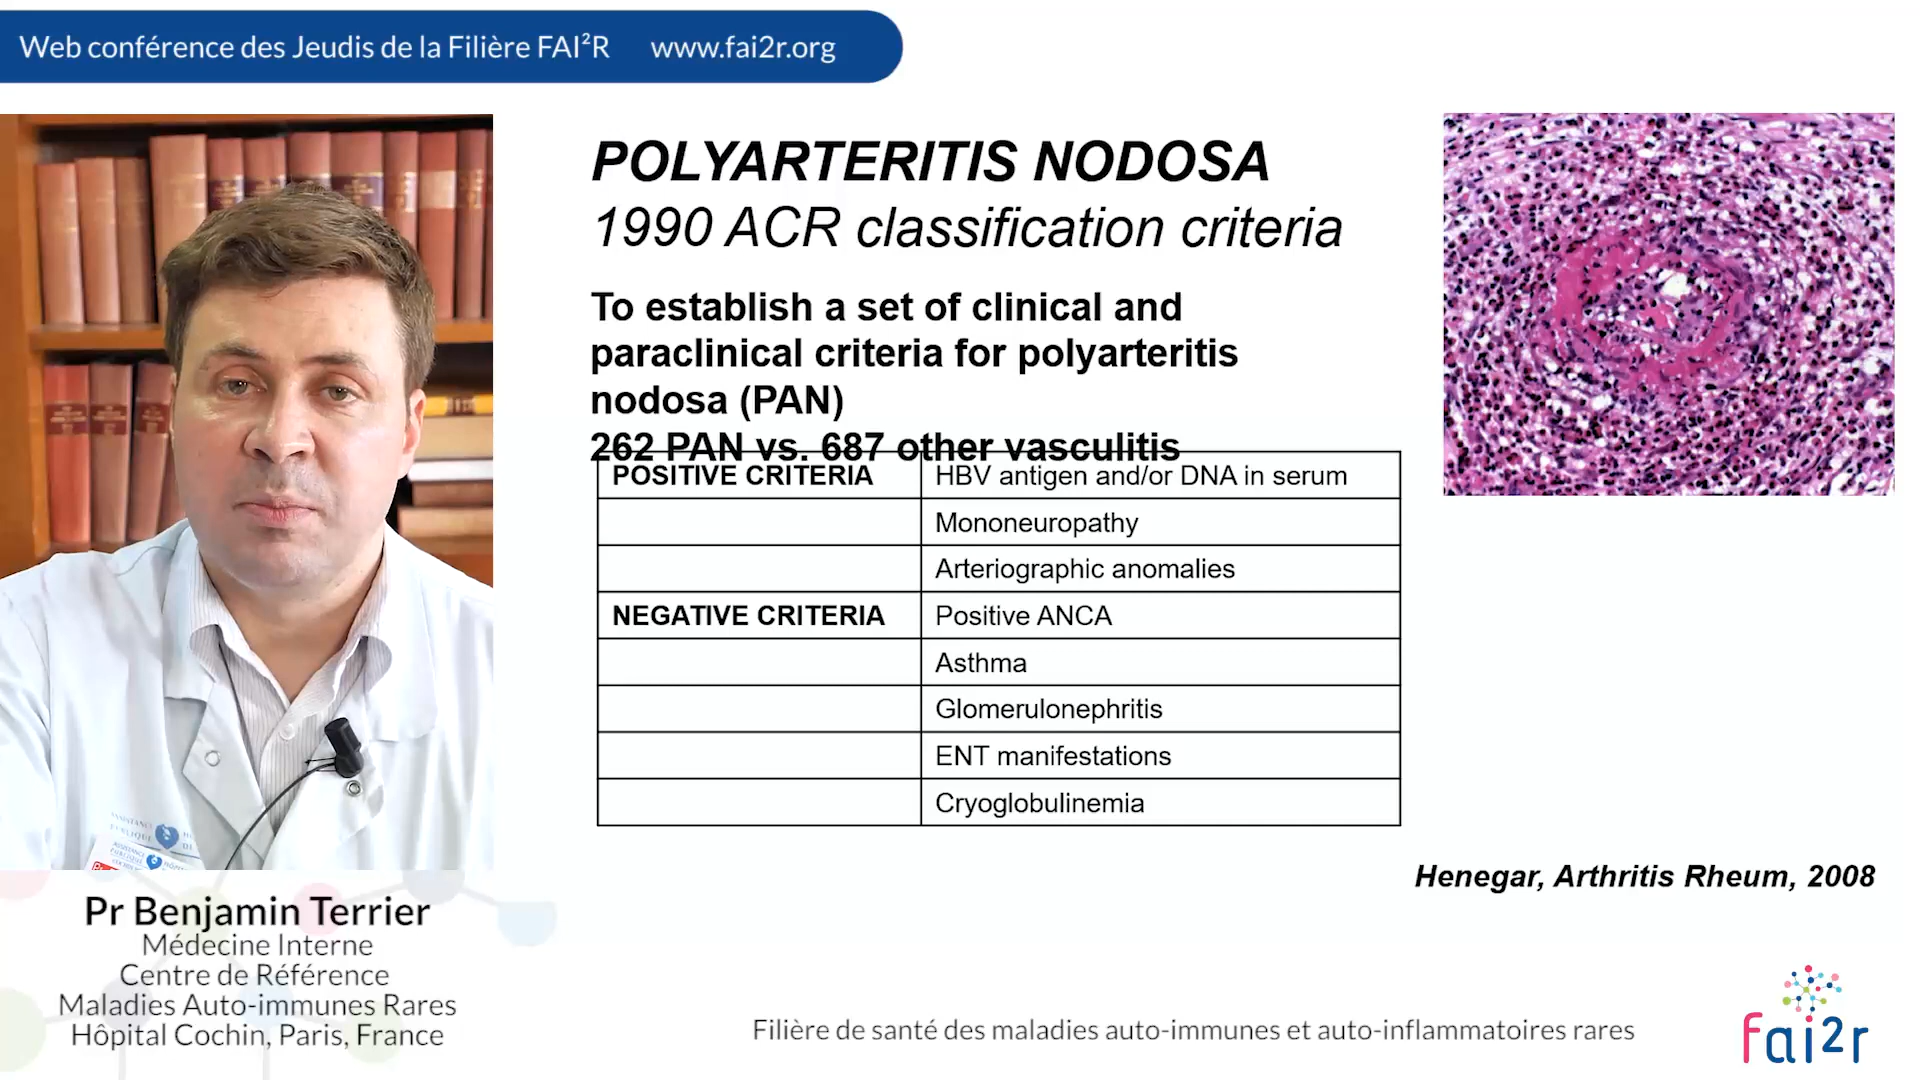 Web conférence des Jeudis de la Filière FAI²R www.fai2r.org
POLYARTERITIS NODOSA
1990 ACR classification criteria
To establish a set of clinical and
paraclinical criteria for polyarteritis
nodosa (PAN)
262 PAN vs. 687 other vasculitis
POSITIVE CRITERIA HBV antigen and/or DNA in serum
Mononeuropathy
Arteriographic anomalies
NEGATIVE CRITERIA Positive ANCA
Asthma
Glomerulonephritis
ENT manifestations
Cryoglobulinemia
Henegar, Arthritis Rheum, 2008
Pr Benjamin Terrier
Médecine Interne
Centre de Référence
Maladies Auto-immunes Rares
Hôpital Cochin, Paris, France
Filière de santé des maladies auto-immunes et auto-inflammatoires rares
fai2r